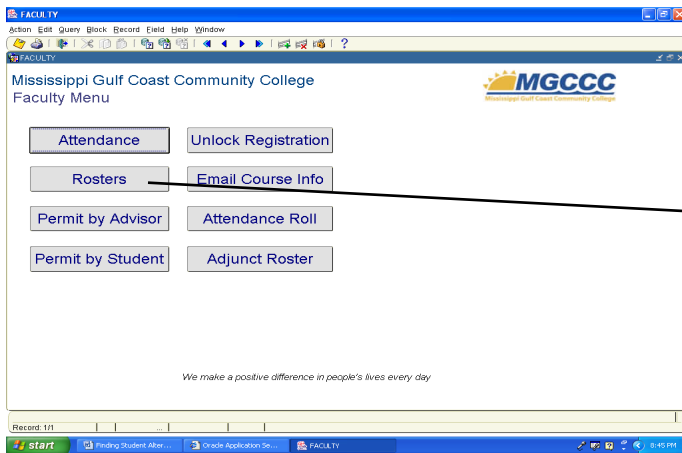 FACULTY
Action Edit Query Block Record Field Help Window
?
FACULTY
Mississippi Gulf Coast Community College
Faculty Menu
MGCCC
Mississippi Gulf Coast Community College
Attendance Unlock Registration
Rosters Email Course Info
Permit by Advisor Attendance Roll
Permit by Student Adjunct Roster
We make a positive difference in people's lives every day
Record: 1/1 ...
start Finding Student Alter... Oracle Application Se... FACULTY 8:45 PM